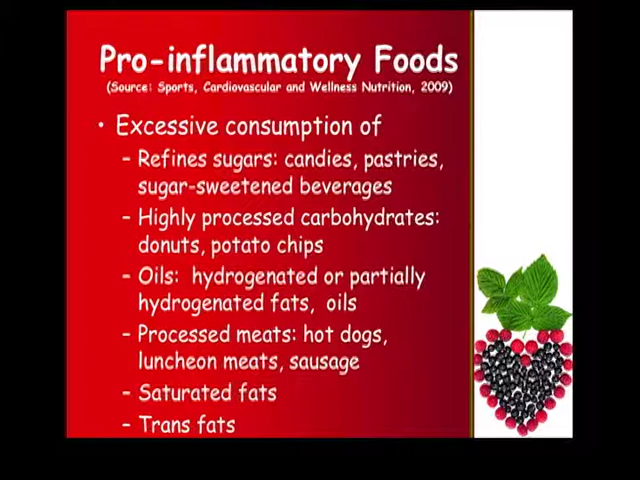 Pro-inflammatory Foods
(Source: Sports, Cardiovascular and Wellness Nutrition, 2009)
• Excessive consumption of
– Refines sugars: candies, pastries,
sugar-sweetened beverages
– Highly processed carbohydrates:
donuts, potato chips
– Oils: hydrogenated or partially
hydrogenated fats, oils
– Processed meats: hot dogs,
luncheon meats, sausage
– Saturated fats
– Trans fats